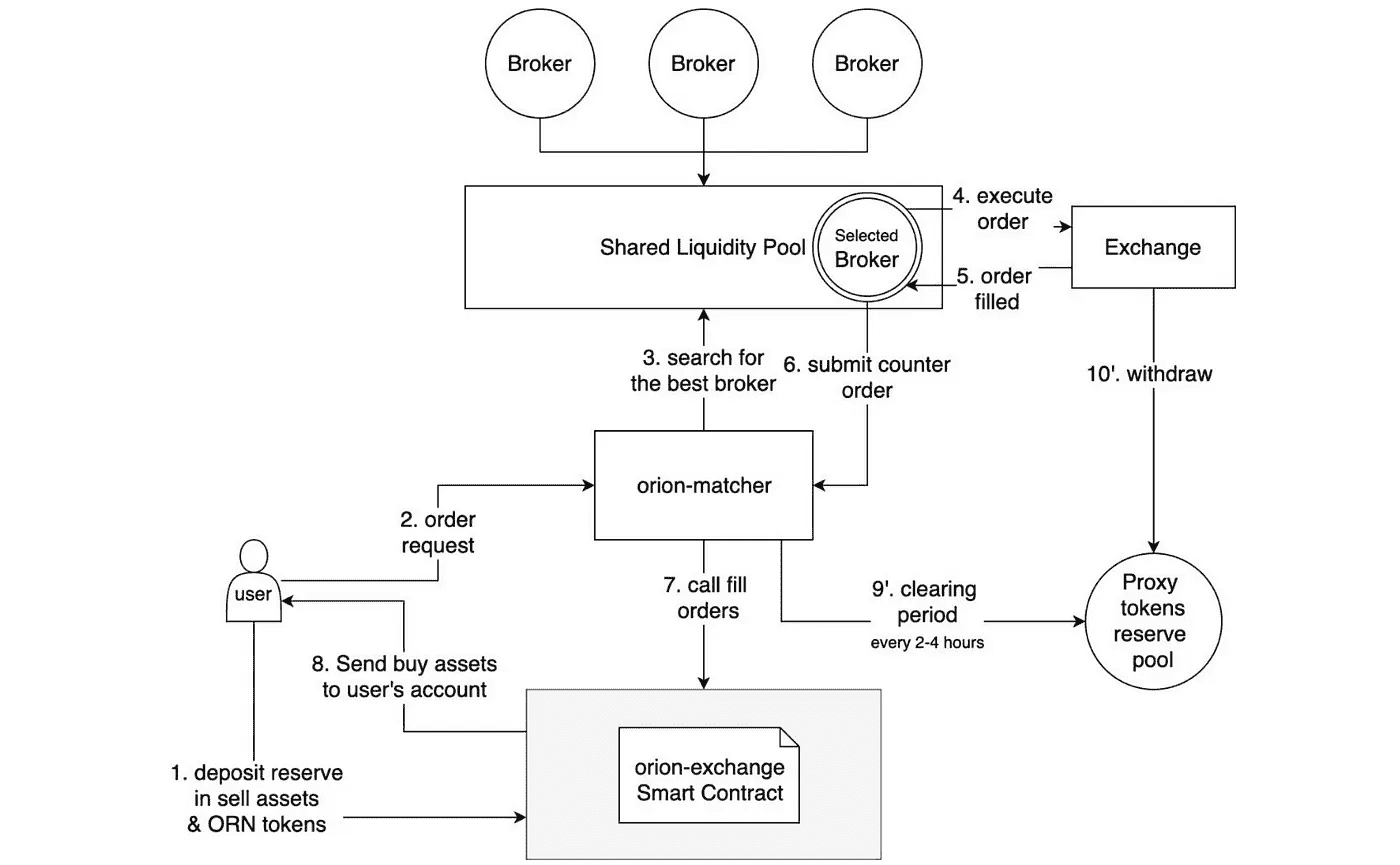 Broker
Broker
Broker
Shared Liquidity Pool
Selected
Broker
4. execute
order
Exchange
5. order
filled
3. search for
the best broker
6. submit counter
order
10'. withdraw
orion-matcher
2. order
request
user
7. call fill
orders
9'. clearing
period
every 2-4 hours
Proxy
tokens
reserve
pool
8. Send buy assets
to user's account
1. deposit reserve
in sell assets
& ORN tokens
orion-exchange
Smart Contract